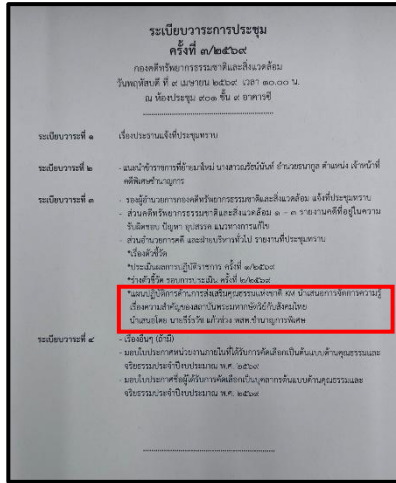 ระเบียบวาระการประชุม
ครั้งที่ ๓/๒๕๖๙
กองคดีทรัพยากรธรรมชาติและสิ่งแวดล้อม
วันพฤหัสบดี ที่ ๙ เมษายน ๒๕๖๙ เวลา ๑๐.๐๐ น.
ณ ห้องประชุม ๙๐๑ ชั้น ๙ อาคารซี
ระเบียบวาระที่ ๑ เรื่องประธานแจ้งที่ประชุมทราบ
ระเบียบวาระที่ ๒ - แนะนำข้าราชการที่ย้ายมาใหม่ นางสาวณรัชน์นันท์ อำนวยธนากูล ตำแหน่ง เจ้าหน้าที่
คดีพิเศษชำนาญการ
ระเบียบวาระที่ ๓ - รองผู้อำนวยการกองคดีทรัพยากรธรรมชาติและสิ่งแวดล้อม แจ้งที่ประชุมทราบ
- ส่วนคดีทรัพยากรธรรมชาติและสิ่งแวดล้อม ๑ - ๓ รายงานคดีที่อยู่ในความ
รับผิดชอบ ปัญหา อุปสรรค แนวทางการแก้ไข
- ส่วนอำนวยการคดี และฝ่ายบริหารทั่วไป รายงานที่ประชุมทราบ
*เรื่องตัวชี้วัด
*ประเมินผลการปฏิบัติราชการ ครั้งที่ ๑/๒๕๖๙
*ร่างตัวชี้วัด รอบการประเมิน ครั้งที่ ๒/๒๕๖๙
*แผนปฏิบัติการด้านการส่งเสริมคุณธรรมแห่งชาติ KM นำเสนอการจัดการความรู้
เรื่องความสำคัญของสถาบันพระมหากษัตริย์กับสังคมไทย
นำเสนอโดย นายธีร์ธวัช แก้วช่วง พสพ.ชำนาญการพิเศษ
ระเบียบวาระที่ ๔ - เรื่องอื่นๆ (ถ้ามี)
- มอบใบประกาศหน่วยงานภายในที่ได้รับการคัดเลือกเป็นต้นแบบด้านคุณธรรมและ
จริยธรรมประจำปีงบประมาณ พ.ศ. ๒๕๖๙
- มอบใบประกาศชื่อผู้ได้รับการคัดเลือกเป็นบุคลากรต้นแบบด้านคุณธรรมและ
จริยธรรมประจำปีงบประมาณ พ.ศ. ๒๕๖๙